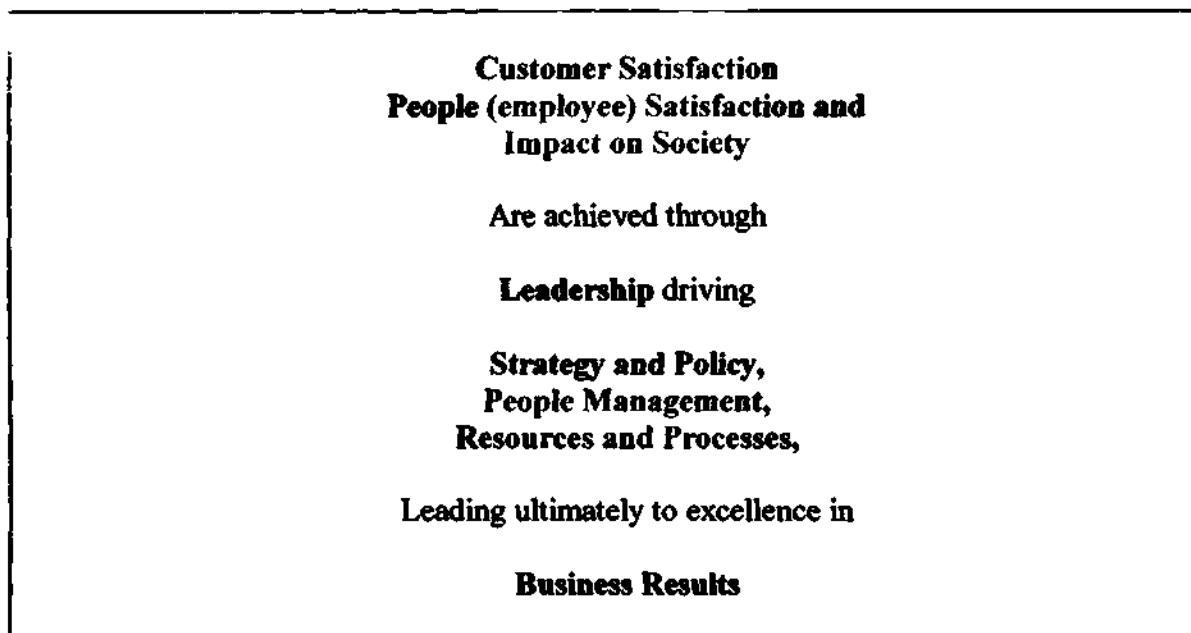 Customer Satisfaction
People (employee) Satisfaction and
Impact on Society
Are achieved through
Leadership driving
Strategy and Policy,
People Management,
Resources and Processes,
Leading ultimately to excellence in
Business Results